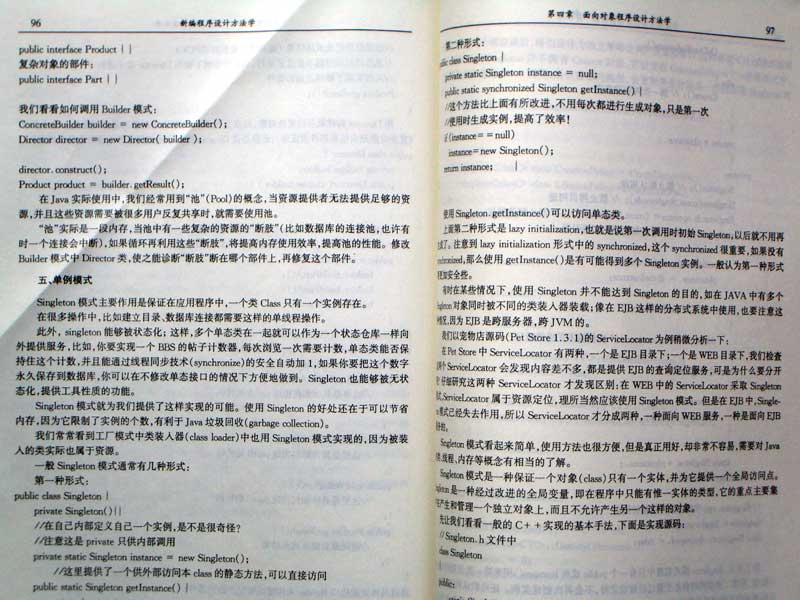 96 新编程序设计方法学
public interface Product { }
复杂对象的部件：
public interface Part { }
我们看看如何调用 Builder 模式：
ConcreteBuilder builder = new ConcreteBuilder();
Director director = new Director( builder );
director. construct();
Product product = builder. getResult();
在 Java 实际使用中,我们经常用到“池”(Pool)的概念,当资源提供者无法提供足够的资
源,并且这些资源需要被很多用户反复共享时,就需要使用池。
“池”实际是一段内存,当池中有一些复杂的资源的“断肢”(比如数据库的连接池,也许有
时一个连接会中断),如果循环再利用这些“断肢”,将提高内存使用效率,提高池的性能。修改
Builder 模式中 Director 类,使之能诊断“断肢”断在哪个部件上,再修复这个部件。
五、单例模式
Singleton 模式主要作用是保证在应用程序中,一个类 Class 只有一个实例存在。
在很多操作中,比如建立目录、数据库连接都需要这样的单线程操作。
此外, singleton 能够被状态化; 这样,多个单态类在一起就可以作为一个状态仓库一样向
外提供服务,比如,你要实现一个 BBS 的帖子计数器,每次浏览一次需要计数,单态类能否保
持住这个计数,并且能通过线程同步技术(synchronize)的安全自动加 1,如果你要把这个数字
永久保存到数据库,你可以在不修改单态接口的情况下方便地做到。Singleton 也能够被无状
态化,提供工具性质的功能。
Singleton 模式就为我们提供了这样实现的可能。使用 Singleton 的好处还在于可以节省
内存,因为它限制了实例的个数,有利于 Java 垃圾回收(garbage collection)。
我们常常看到工厂模式中类装入器(class loader)中也用 Singleton 模式实现的,因为被装
入的类实际也属于资源。
一般 Singleton 模式通常有几种形式:
第一种形式:
public class Singleton {
private Singleton(){}
//在自己内部定义自己一个实例,是不是很奇怪?
//注意这是 private 只供内部调用
private static Singleton instance = new Singleton();
//这里提供了一个供外部访问本 class 的静态方法,可以直接访问
public static Singleton getInstance() {
第四章 面向对象程序设计方法学 97
第二种形式:
class Singleton {
private static Singleton instance = null;
public static synchronized Singleton getInstance() {
//这个方法比上面有所改进,不用每次都进行生成对象,只是第一次
//使用时生成实例,提高了效率!
if (instance = = null)
instance=new Singleton();
return instance; }
使用 Singleton. getInstance()可以访问单态类。
上面第二种形式是 lazy initialization,也就是说第一次调用时初始 Singleton,以后就不用再
了。注意到 lazy initialization 形式中的 synchronized,这个 synchronized 很重要,如果没有
那么使用 getInstance()是有可能得到多个 Singleton 实例。一般认为第一种形式
更加安全些。
有时在某些情况下,使用 Singleton 并不能达到 Singleton 的目的,如在 JAVA 中有多个
对象同时被不同的类装入器装载;像在 EJB 这样的分布式系统中使用,也要注意这
情况,因为 EJB 是跨服务器,跨 JVM 的。
我们以宠物店源码(Pet Store 1.3.1)的 ServiceLocator 为例稍微分析一下:
在 Pet Store 中 ServiceLocator 有两种,一个是 EJB 目录下;一个是 WEB 目录下,我们检查
两个 ServiceLocator 会发现内容差不多,都是提供 EJB 的查询定位服务,可是为什么要分开
仔细研究这两种 ServiceLocator 才发现区别:在 WEB 中的 ServiceLocator 采取 Singleton
ServiceLocator 属于资源定位,理所当然应该使用 Singleton 模式。但是在 EJB 中,Single-
模式已经失去作用,所以 ServiceLocator 才分成两种,一种面向 WEB 服务,一种是面向 EJB
Singleton 模式看起来简单,使用方法也很方便,但是真正用好,却非常不容易,需要对 Java
线程、内存等概念有相当的了解。
Singleton 模式是一种保证一个对象(class)只有一个实体,并为它提供一个全局访问点。
是一种经过改进的全局变量,即在程序中只能有惟一实体的类型,它的重点主要集
产生和管理一个独立对象上,而且不允许产生另一个这样的对象。
先让我们看看一般的 C + + 实现的基本手法,下面是实现源码:
// Singleton. h 文件中
class Singleton
public: